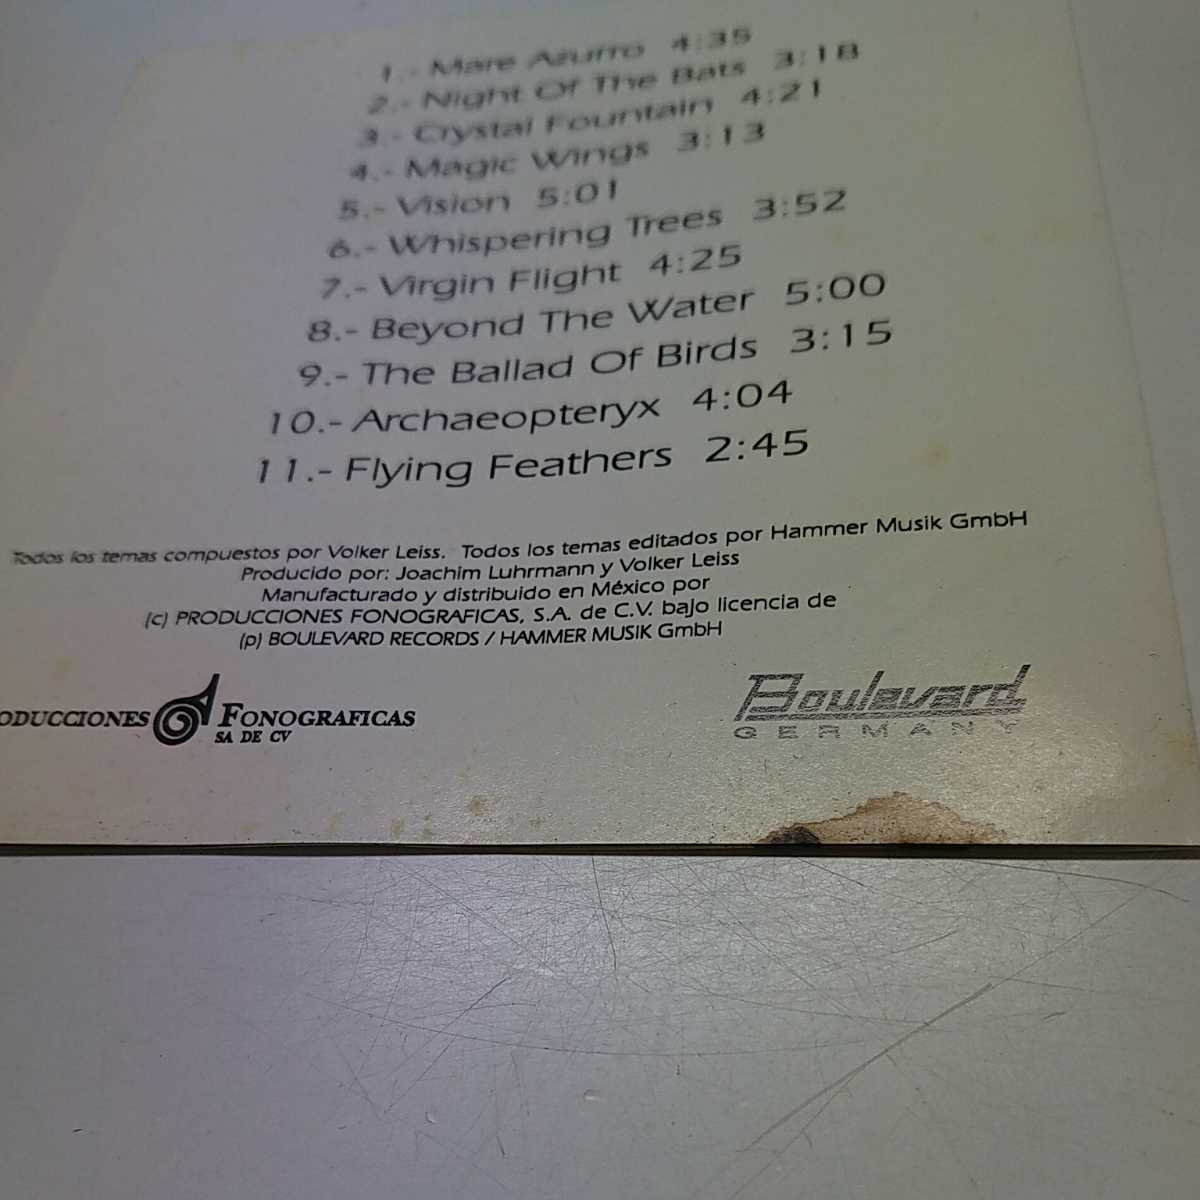 1.- Mare Azurro 4:35
2.- Night Of The Bats 3:18
3.- Crystal Fountain 4:21
4.- Magic Wings 3:13
5.- Vision 5:01
6.- Whispering Trees 3:52
7.- Virgin Flight 4:25
8.- Beyond The Water 5:00
9.- The Ballad Of Birds 3:15
10.- Archaeopteryx 4:04
11.- Flying Feathers 2:45
Todos los temas compuestos por Volker Leiss. Todos los temas editados por Hammer Musik GmbH
Producido por: Joachim Luhrmann y Volker Leiss
Manufacturado y distribuido en México por
(c) PRODUCCIONES FONOGRAFICAS, S.A. de C.V. bajo licencia de
(p) BOULEVARD RECORDS / HAMMER MUSIK GmbH
ODUCCIONES FONOGRAFICAS
SA DE CV
Boulevard
GERMANY